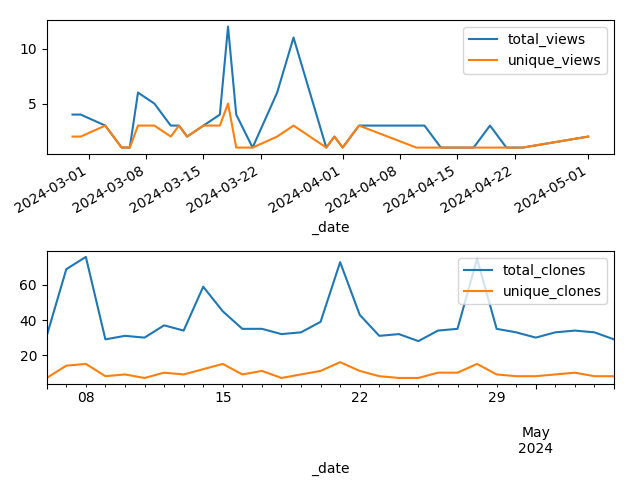 10
5
total_views
unique_views
2024-03-01
2024-03-08
2024-03-15
2024-03-22
2024-04-01
2024-04-08
2024-04-15
2024-04-22
2024-05-01
_date
60
40
20
total_clones
unique_clones
08
15
22
29
May
2024
_date